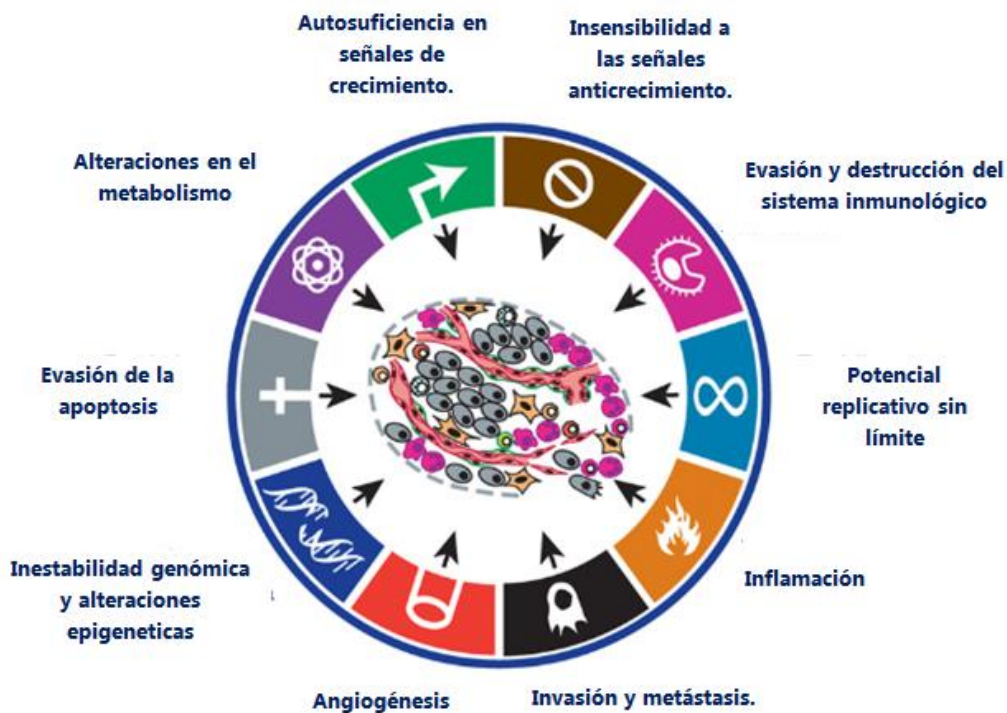 Autosuficiencia en
señales de
crecimiento.
Insensibilidad a
las señales
anticrecimiento.
Alteraciones en el
metabolismo
Evasión y destrucción del
sistema inmunológico
Evasión de la
apoptosis
Potencial
replicativo sin
límite
Inestabilidad genómica
y alteraciones
epigeneticas
Inflamación
Angiogénesis
Invasión y metástasis.